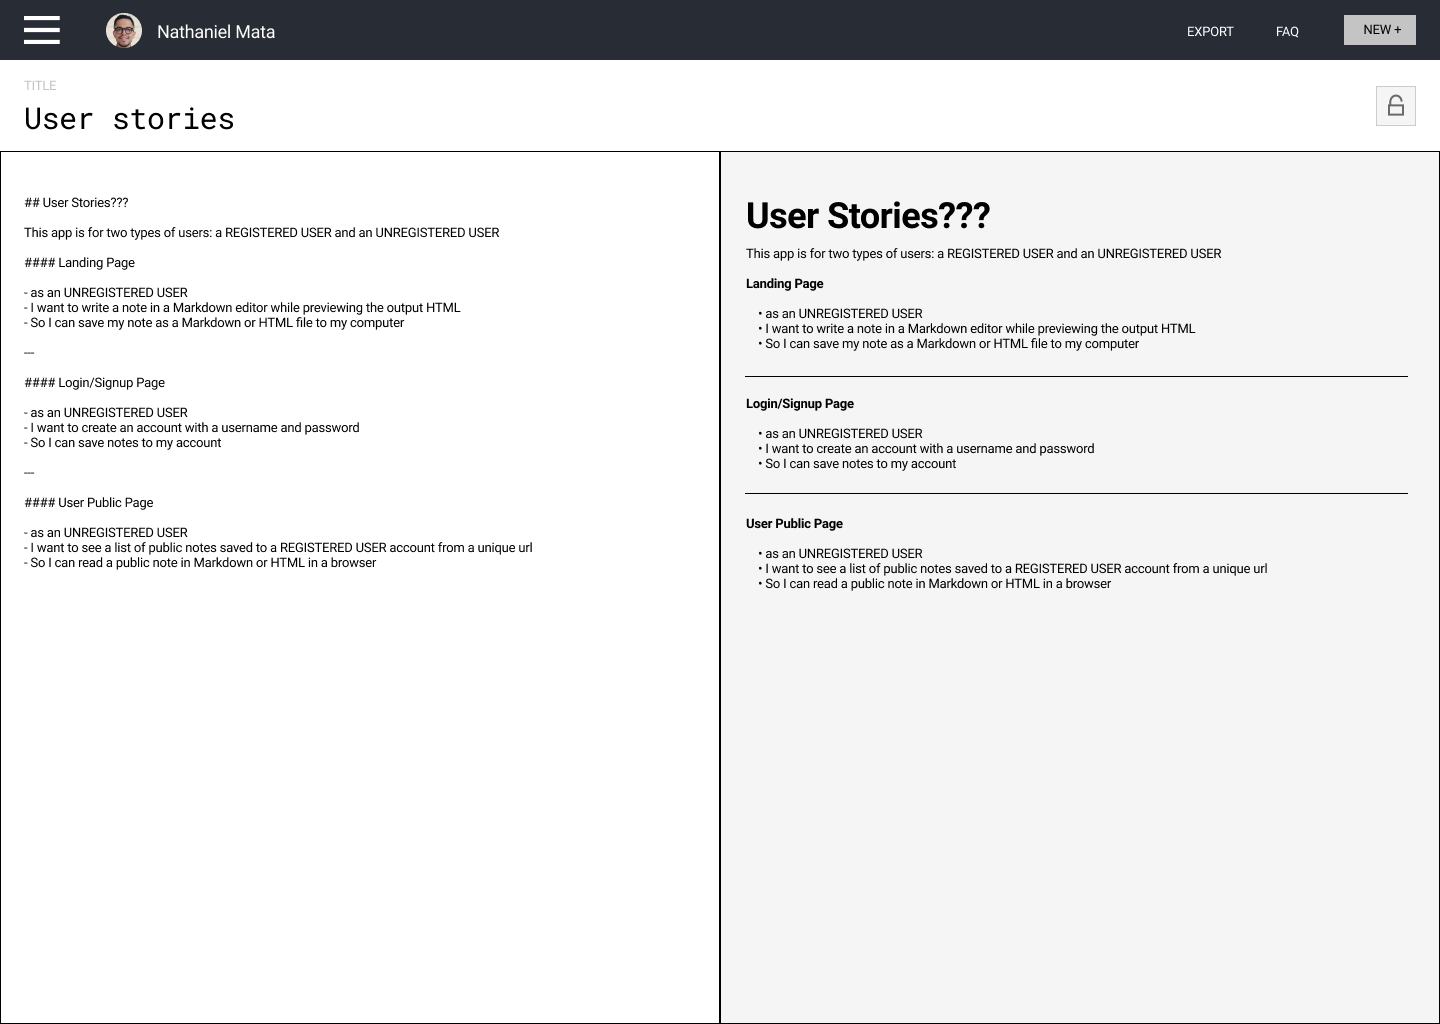 Nathaniel Mata
EXPORT
FAQ
NEW +
TITLE
User stories
## User Stories???
This app is for two types of users: a REGISTERED USER and an UNREGISTERED USER
#### Landing Page
- as an UNREGISTERED USER
- I want to write a note in a Markdown editor while previewing the output HTML
- So I can save my note as a Markdown or HTML file to my computer
---
#### Login/Signup Page
- as an UNREGISTERED USER
- I want to create an account with a username and password
- So I can save notes to my account
---
#### User Public Page
- as an UNREGISTERED USER
- I want to see a list of public notes saved to a REGISTERED USER account from a unique url
- So I can read a public note in Markdown or HTML in a browser
User Stories???
This app is for two types of users: a REGISTERED USER and an UNREGISTERED USER
Landing Page
• as an UNREGISTERED USER
• I want to write a note in a Markdown editor while previewing the output HTML
• So I can save my note as a Markdown or HTML file to my computer
Login/Signup Page
• as an UNREGISTERED USER
• I want to create an account with a username and password
• So I can save notes to my account
User Public Page
• as an UNREGISTERED USER
• I want to see a list of public notes saved to a REGISTERED USER account from a unique url
• So I can read a public note in Markdown or HTML in a browser